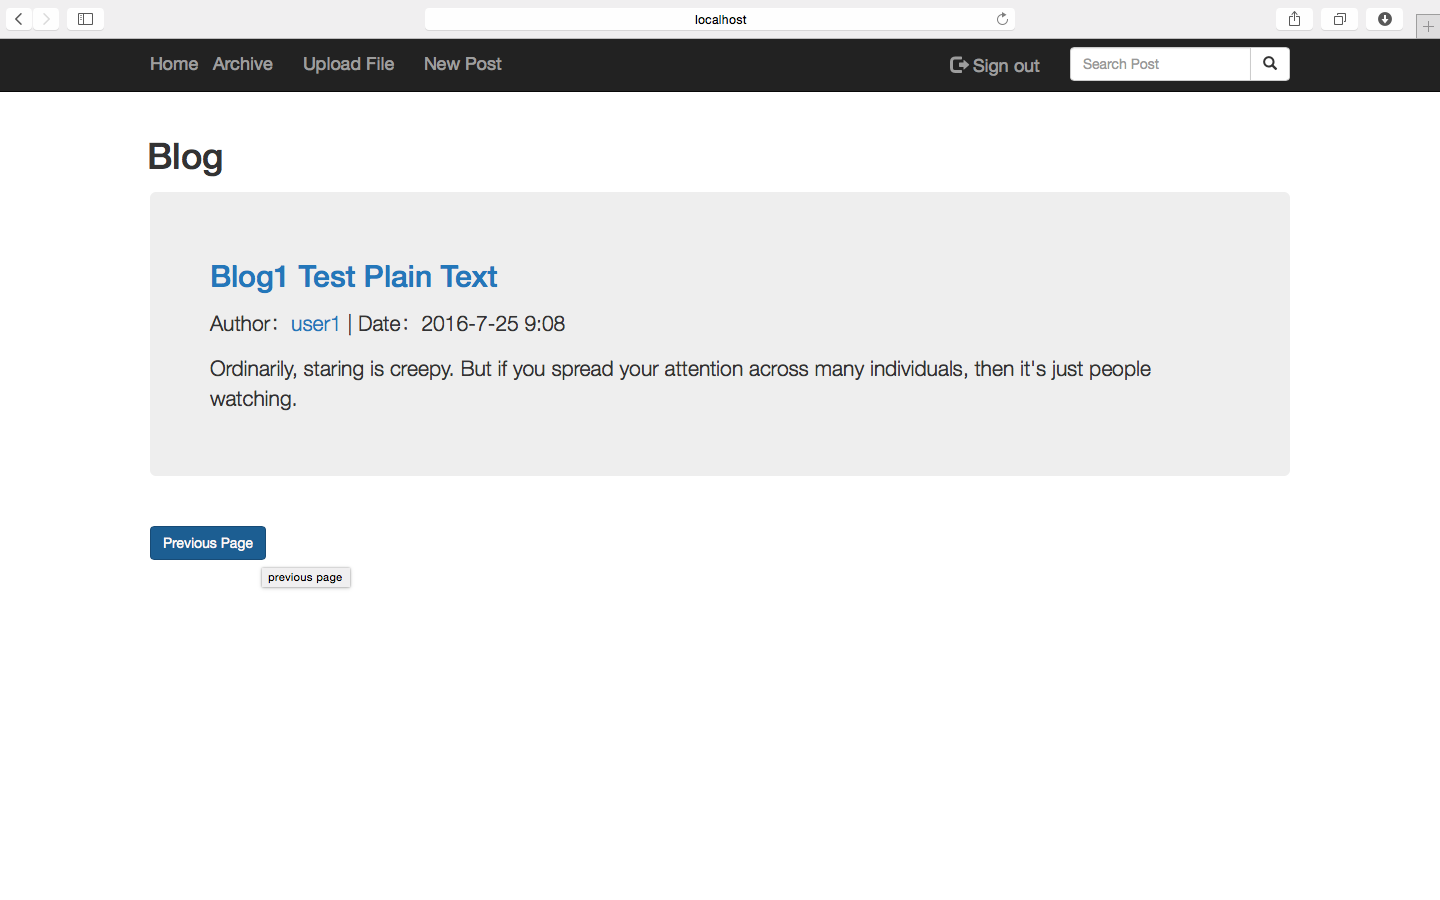 localhost
Home Archive Upload File New Post Sign out Search Post
Blog
Blog1 Test Plain Text
Author： user1 | Date： 2016-7-25 9:08
Ordinarily, staring is creepy. But if you spread your attention across many individuals, then it's just people
watching.
Previous Page
previous page